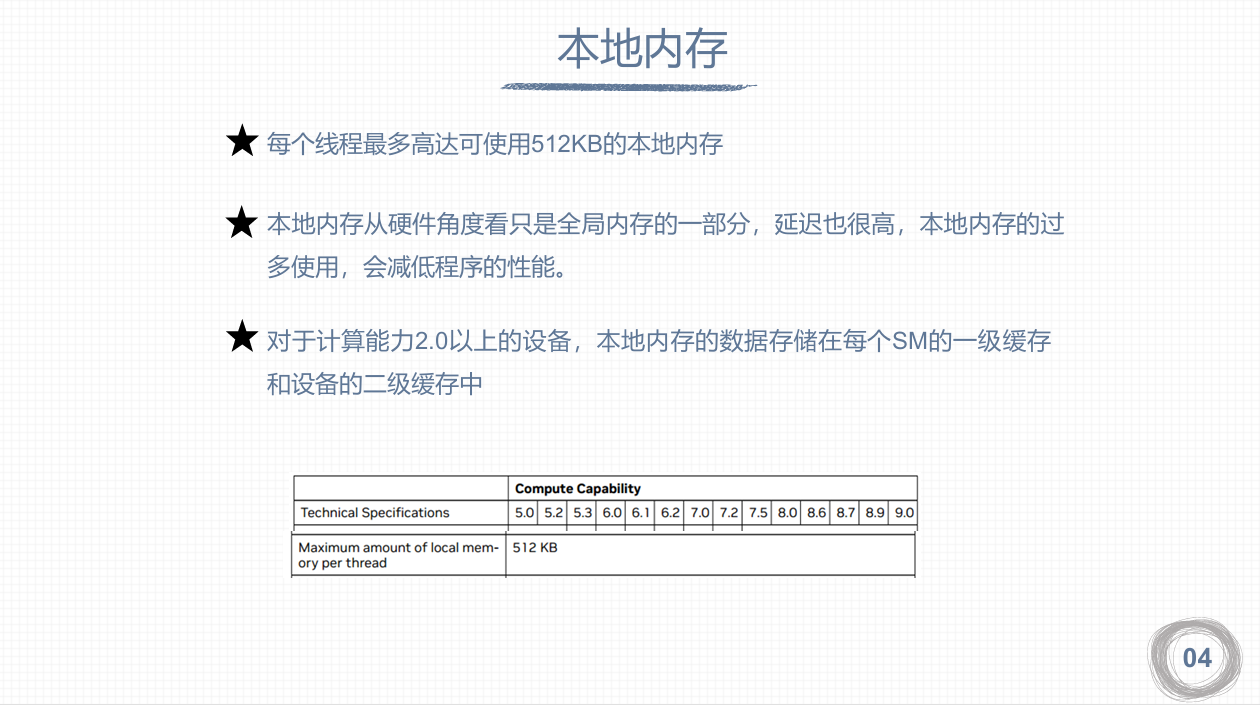 本地内存
每个线程最多高达可使用512KB的本地内存
本地内存从硬件角度看只是全局内存的一部分，延迟也很高，本地内存的过
多使用，会减低程序的性能。
对于计算能力2.0以上的设备，本地内存的数据存储在每个SM的一级缓存
和设备的二级缓存中
Compute Capability
Technical Specifications 5.0 5.2 5.3 6.0 6.1 6.2 7.0 7.2 7.5 8.0 8.6 8.7 8.9 9.0
Maximum amount of local mem- 512 KB
ory per thread
04